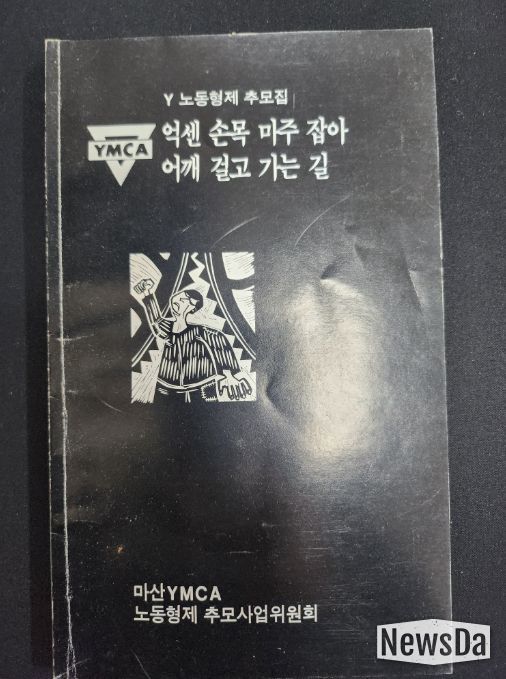 Y 노동형제 추모집
YMCA
억센 손목 마주 잡아
어깨 걸고 가는 길
마산YMCA
노동형제 추모사업위원회
NewsDa